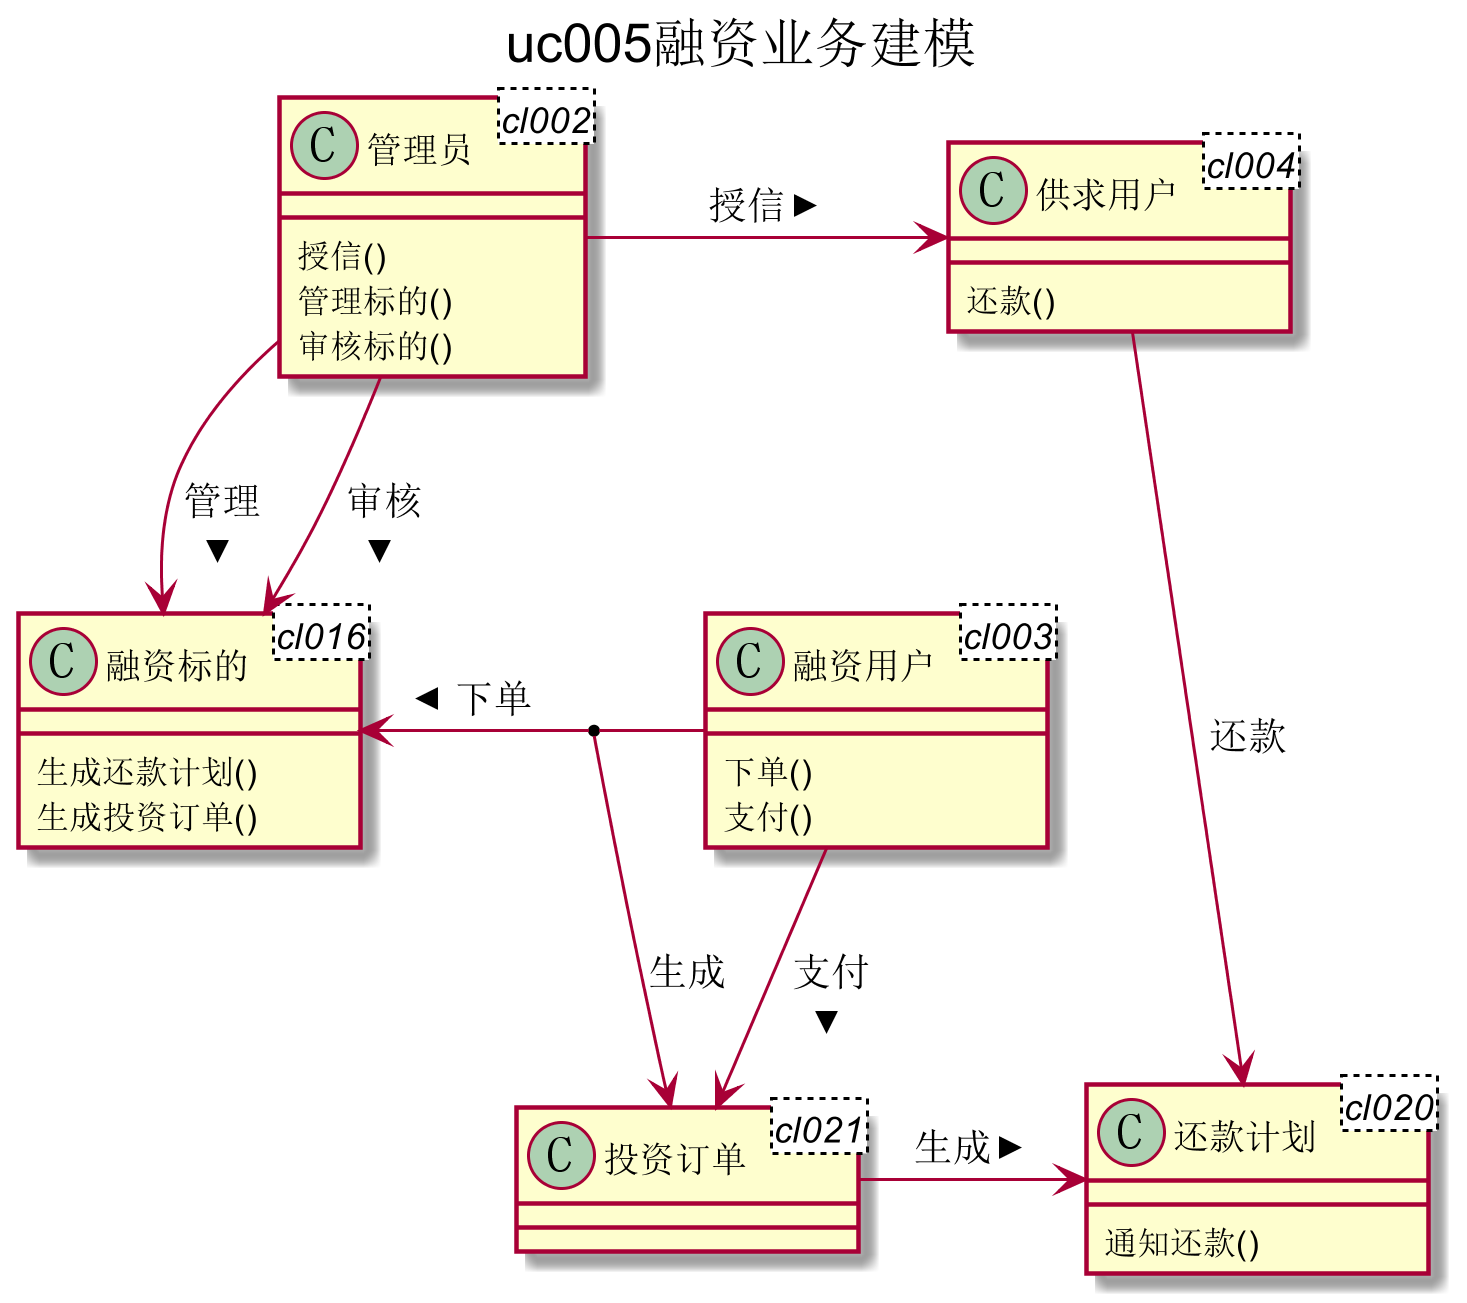 uc005融资业务建模
cl002
C 管理员
授信()
管理标的()
审核标的()
授信 ▶
cl004
C 供求用户
还款()
管理
▼
审核
▼
cl016
C 融资标的
生成还款计划()
生成投资订单()
◀ 下单
cl003
C 融资用户
下单()
支付()
还款
生成
支付
▼
cl021
C 投资订单
生成 ▶
cl020
C 还款计划
通知还款()